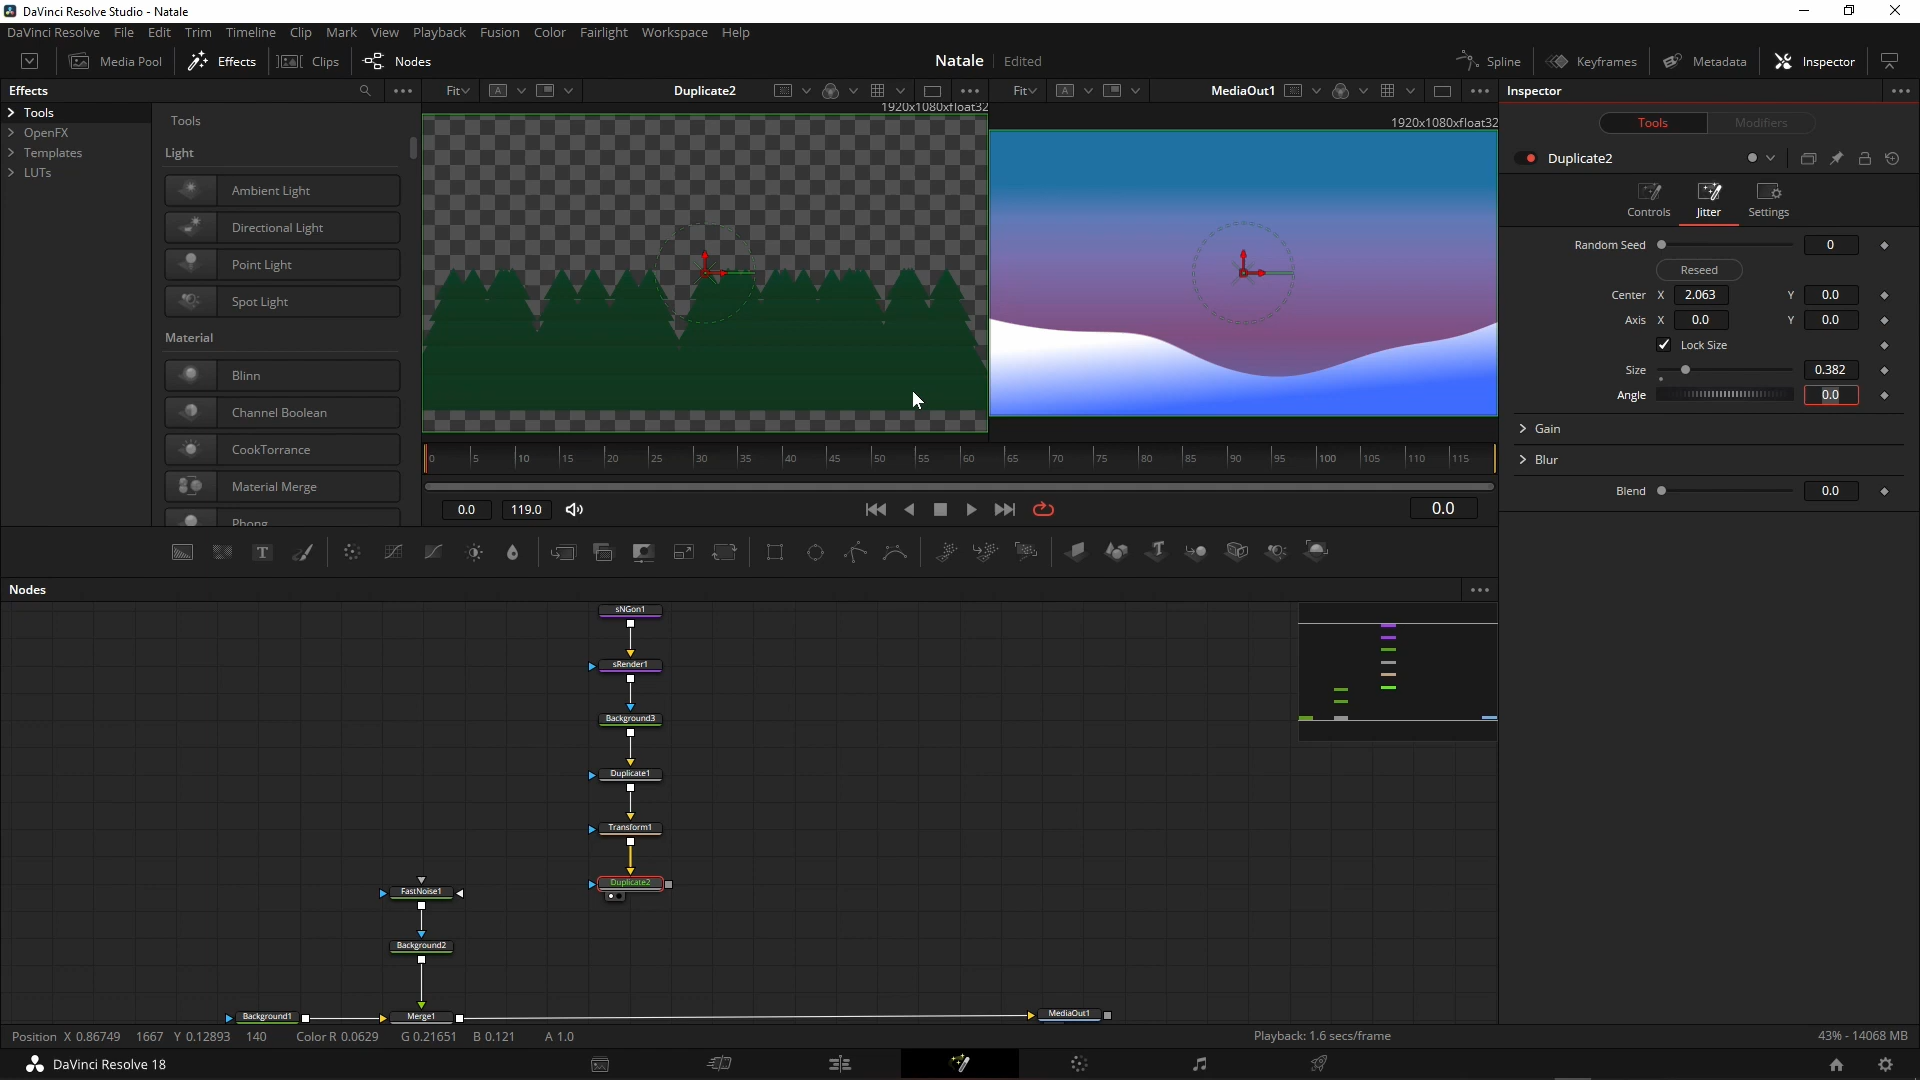 DaVinci Resolve Studio - Natale
DaVinci Resolve File Edit Trim Timeline Clip Mark View Playback Fusion Color Fairlight Workspace Help
Media Pool Effects Clips Nodes Natale Edited Spline Keyframes Metadata Inspector
Effects Fit A Duplicate2 Fit A MediaOut1 Inspector
1920x1080xfloat32
1920x1080xfloat32
Tools
OpenFX
Templates
LUTs
Tools
Light
Ambient Light
Directional Light
Point Light
Spot Light
Material
Blinn
Channel Boolean
CookTorrance
Material Merge
Phong
Tools Modifiers
Duplicate2
Controls Jitter Settings
Random Seed 0
Reseed
Center X 2.063 Y 0.0
Axis X 0.0 Y 0.0
Lock Size
Size 0.382
Angle 0.0
Gain
Blur
Blend 0.0
0 5 10 15 20 25 30 35 40 45 50 55 60 65 70 75 80 85 90 95 100 105 110 115
0.0 119.0 0.0
T T
Nodes
sNGon1
sRender1
Background3
Duplicate1
Transform1
Duplicate2
FastNoise1
Background2
Background1 Merge1 MediaOut1
Position X 0.86749 1667 Y 0.12893 140 Color R 0.0629 G 0.21651 B 0.121 A 1.0 Playback: 1.6 secs/frame 43% - 14068 MB
DaVinci Resolve 18